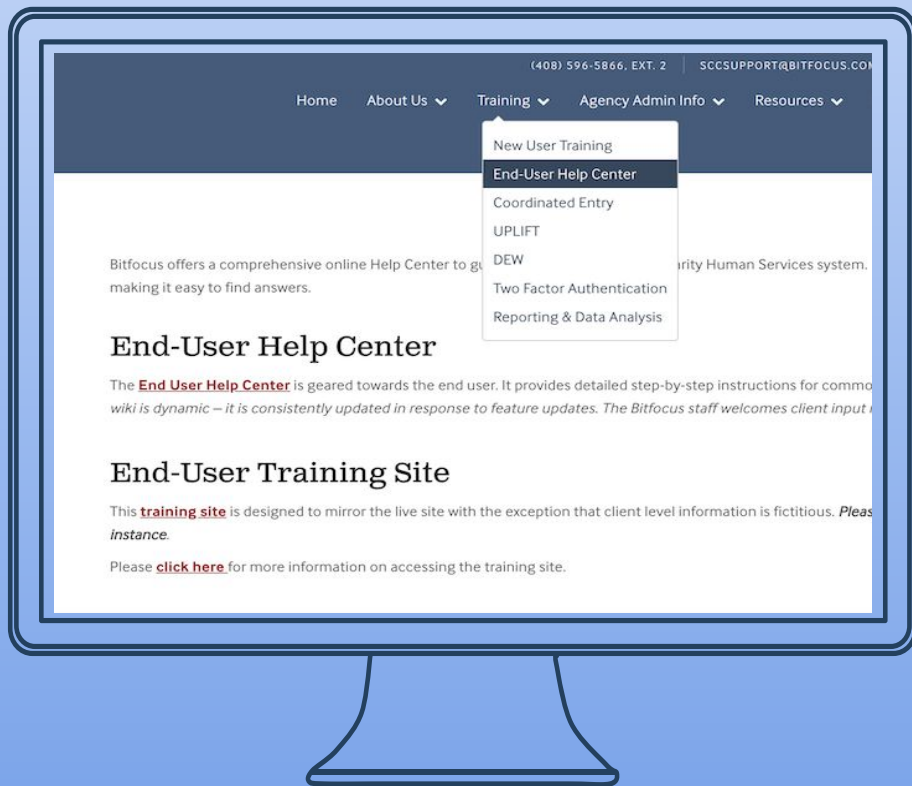 (408) 596-5866, EXT. 2 SCCSUPPORT@BITFOCUS.COM
Home About Us Training Agency Admin Info Resources
New User Training
End-User Help Center
Coordinated Entry
UPLIFT
DEW
Two Factor Authentication
Reporting & Data Analysis
Bitfocus offers a comprehensive online Help Center to Human Services system.
making it easy to find answers.
End-User Help Center
The End User Help Center is geared towards the end user. It provides detailed step-by-step instructions for
wiki is dynamic – it is consistently updated in response to feature updates. The Bitfocus staff welcomes client input
End-User Training Site
This training site is designed to mirror the live site with the exception that client level information is fictitious.
instance.
Please click here for more information on accessing the training site.